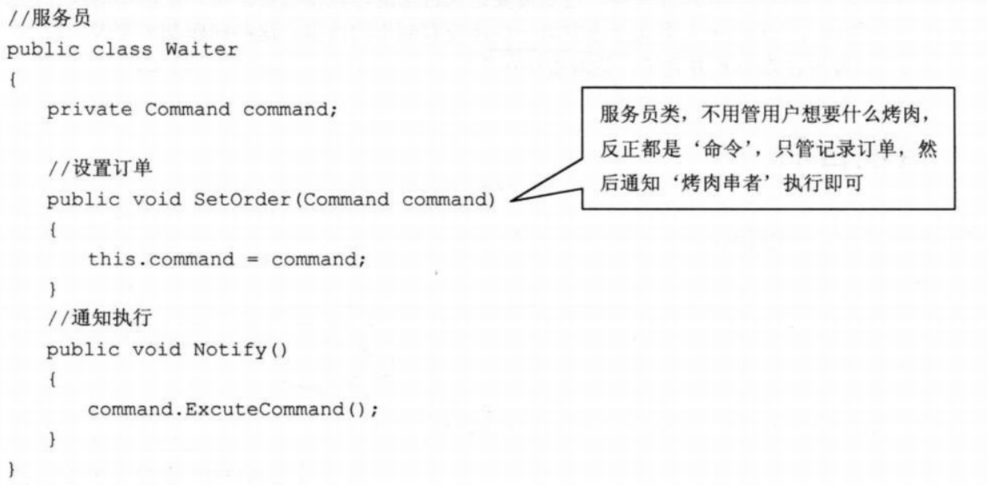 //服务员
public class Waiter
{
private Command command;
//设置订单
public void SetOrder(Command command)
{
this.command = command;
}
//通知执行
public void Notify()
{
command.ExcuteCommand();
}
}
服务员类，不用管用户想要什么烤肉，
反正都是‘命令’，只管记录订单，然
后通知‘烤肉串者’执行即可